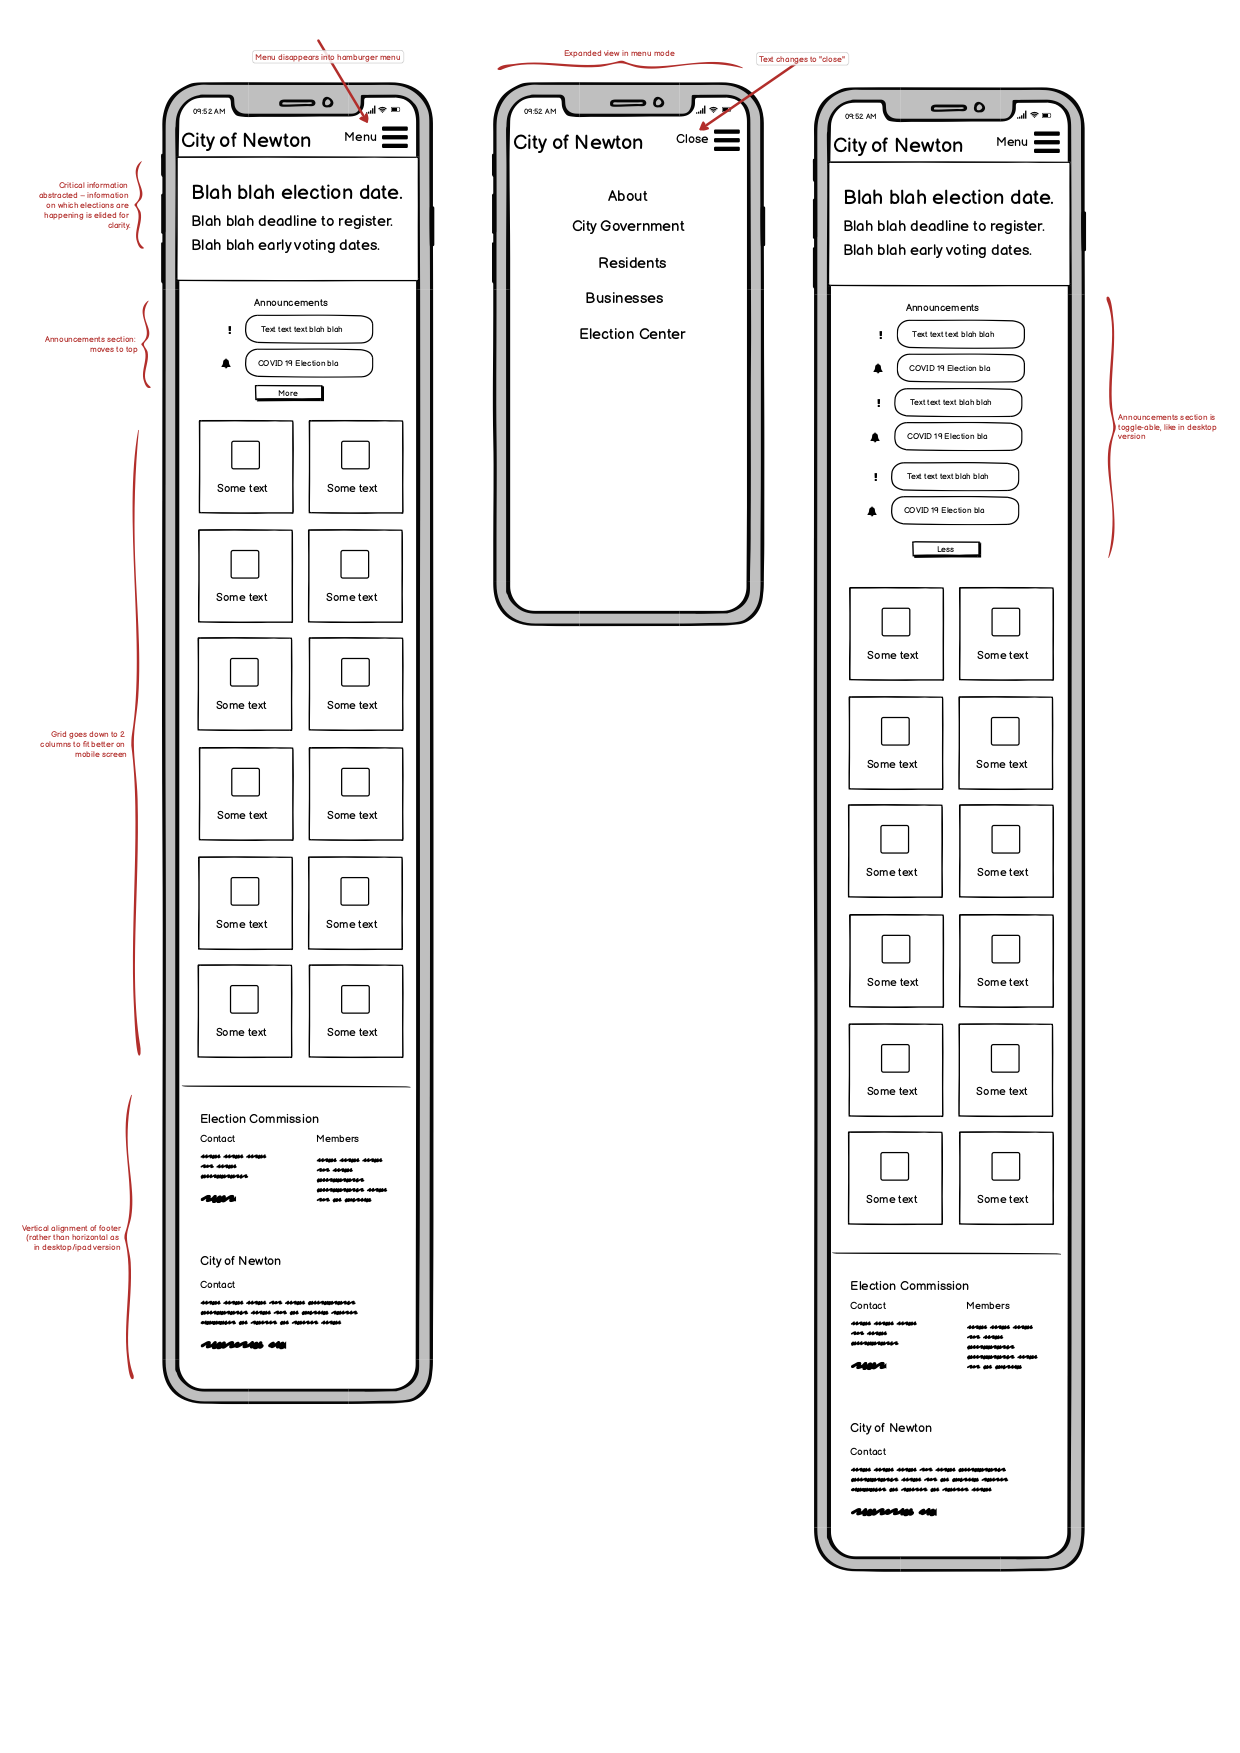 Menu disappears into hamburger menu
09:52 AM
City of Newton
Menu
Critical information
abstracted – information
on which elections are
happening is elided for
clarity.
Blah blah election date.
Blah blah deadline to register.
Blah blah early voting dates.
Announcements section:
moves to top
Announcements
! Text text text blah blah
COVID 19 Election bla
More
Some text
Some text
Some text
Some text
Some text
Some text
Grid goes down to 2
columns to fit better on
mobile screen
Some text
Some text
Some text
Some text
Some text
Some text
Vertical alignment of footer
(rather than horizontal as
in desktop/ipad version
Election Commission
Contact
Members
City of Newton
Contact
Expanded view in menu mode
Text changes to "close"
09:52 AM
City of Newton
Close
About
City Government
Residents
Businesses
Election Center
09:52 AM
City of Newton
Menu
Blah blah election date.
Blah blah deadline to register.
Blah blah early voting dates.
Announcements
! Text text text blah blah
COVID 19 Election bla
! Text text text blah blah
COVID 19 Election bla
! Text text text blah blah
COVID 19 Election bla
Less
Announcements section is
toggle-able, like in desktop
version
Some text
Some text
Some text
Some text
Some text
Some text
Some text
Some text
Some text
Some text
Some text
Some text
Election Commission
Contact
Members
City of Newton
Contact